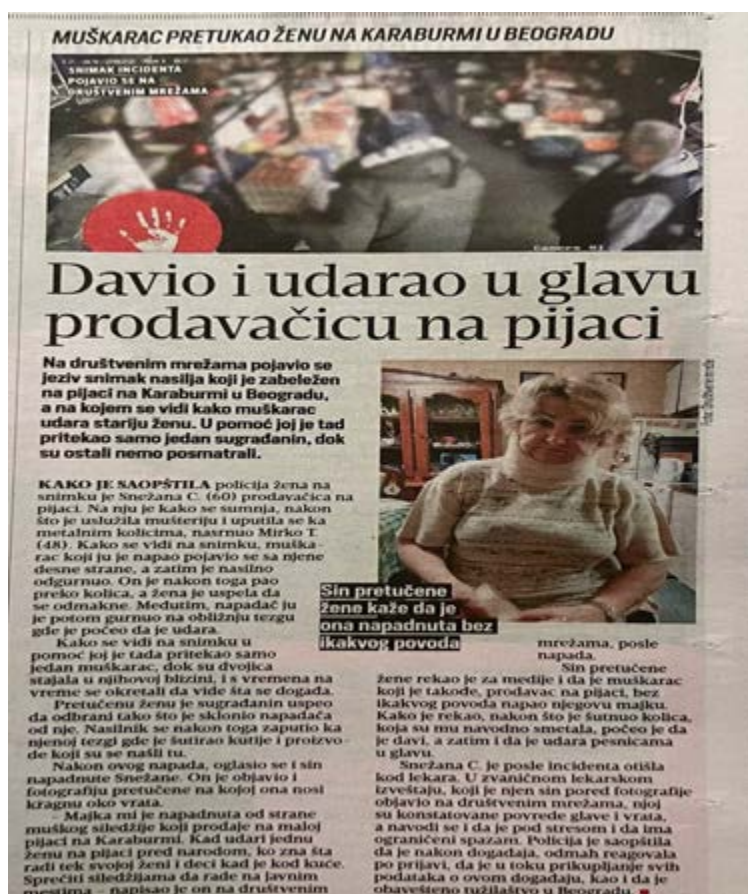 MUŠKARAC PRETUKAO ŽENU NA KARABURMI U BEOGRADU
SNIMAK INCIDENTA
POJAVIO SE NA
DRUŠTVENIM MREŽAMA
Davio i udarao u glavu
prodavačicu na pijaci
Na društvenim mrežama pojavio se
jeziv snimak nasilja koji je zabeležen
na pijaci na Karaburmi u Beogradu,
a na kojem se vidi kako muškarac
udara stariju ženu. U pomoć joj je tad
pritekao samo jedan sugrađanin, dok
su ostali nemo posmatrali.
KAKO JE SAOPŠTILA policija žena na
snimku je Snežana C. (60) prodavačica na
pijaci. Na nju je kako se sumnja, nakon
što je uslužila mušteriju i uputila se ka
metalnim kolicima, nasrnuo Mirko T.
(48). Kako se vidi na snimku, muška-
rac koji ju je napao pojavio se sa njene
desne strane, a zatim je nasilno
odgurnuo. On je nakon toga pao
preko kolica, a žena je uspela da
se odmakne. Međutim, napadač ju
je potom gurnuo na obližnju tezgu
gde je počeo da je udara.
Kako se vidi na snimku u
pomoć joj je tada pritekao samo
jedan muškarac, dok su dvojica
stajala u njihovoj blizini, i s vremena na
vreme se okretali da vide šta se događa.
Pretučenu ženu je sugrađanin uspeo
da odbrani tako što je sklonio napadača
od nje. Nasilnik se nakon toga zaputio ka
njenoj tezgi gde je šutirao kutije i proizvo-
de koji su se našli tu.
Nakon ovog napada, oglasio se i sin
napadnute Snežane. On je objavio i
fotografiju pretučene na kojoj ona nosi
kragnu oko vrata.
– Majka mi je napadnuta od strane
muškog siledžije koji prodaje na maloj
pijaci na Karaburmi. Kad udari jednu
ženu na pijaci pred narodom, ko zna šta
radi tek svojoj ženi i deci kad je kod kuće.
Sprečiti siledžijama da rade na javnim
mestima – napisao je on na društvenim
Sin pretučene
žene kaže da je
ona napadnuta bez
ikakvog povoda
mrežama, posle
napada.
Sin pretučene
žene rekao je za medije i da je muškarac
koji je takođe, prodavac na pijaci, bez
ikakvog povoda napao njegovu majku.
Kako je rekao, nakon što je šutnuo kolica,
koja su mu navodno smetala, počeo je da
je davi, a zatim i da je udara pesnicama
u glavu.
Snežana C. je posle incidenta otišla
kod lekara. U zvaničnom lekarskom
izveštaju, koji je njen sin pored fotografije
objavio na društvenim mrežama, njoj
su konstatovane povrede glave i vrata,
a navodi se i da je pod stresom i da ima
ograničeni spazam. Policija je saopštila
da je nakon događaja, odmah reagovala
po prijavi, da je u toku prikupljanje svih
podataka o ovom događaju, kao i da je
obavešteno tužilaštvo u Beogradu.